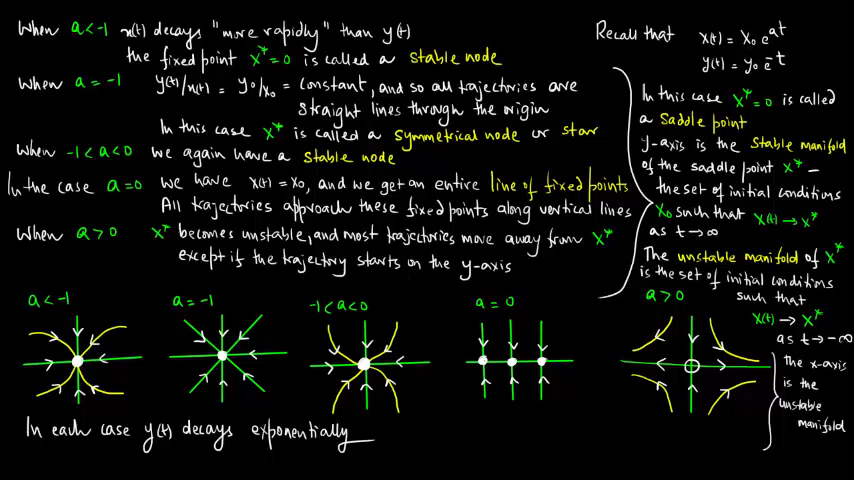 When a < -1 x(t) decays "more rapidly" than y(t)
the fixed point X* = 0 is called a stable node
When a = -1 y(t)/x(t) = y₀/x₀ = constant, and so all trajectories are
straight lines through the origin
In this case X* is called a symmetrical node or star
When -1 < a < 0 we again have a stable node
In the case a = 0 we have x(t) = x₀, and we get an entire line of fixed points
All trajectories approach these fixed points along vertical lines
When a > 0 X* becomes unstable, and most trajectories move away from X*
except if the trajectory starts on the y-axis
Recall that x(t) = x₀ e^at
y(t) = y₀ e^-t
In this case X* = 0 is called
a Saddle point
y-axis is the stable manifold
of the saddle point X* -
the set of initial conditions
X₀ such that X(t) → X*
as t → ∞
The unstable manifold of X*
is the set of initial conditions
such that
X(t) → X*
as t → -∞
the x-axis
is the
unstable
manifold
a < -1
a = -1
-1 < a < 0
a = 0
a > 0
In each case y(t) decays exponentially